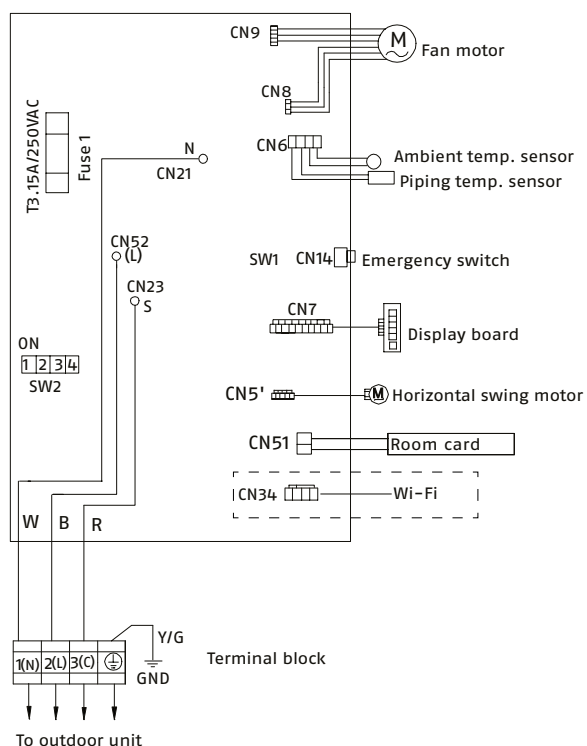 CN9
M
Fan motor
CN8
T3.15A/250VAC
Fuse 1
N
CN21
CN6
Ambient temp. sensor
Piping temp. sensor
CN52
(L)
SW1 CN14 Emergency switch
CN23
S
CN7
Display board
ON
1 2 3 4
SW2
CN5' M Horizontal swing motor
CN51 Room card
CN34 Wi-Fi
W B R
Y/G
1(N) 2(L) 3(C)
GND
Terminal block
To outdoor unit